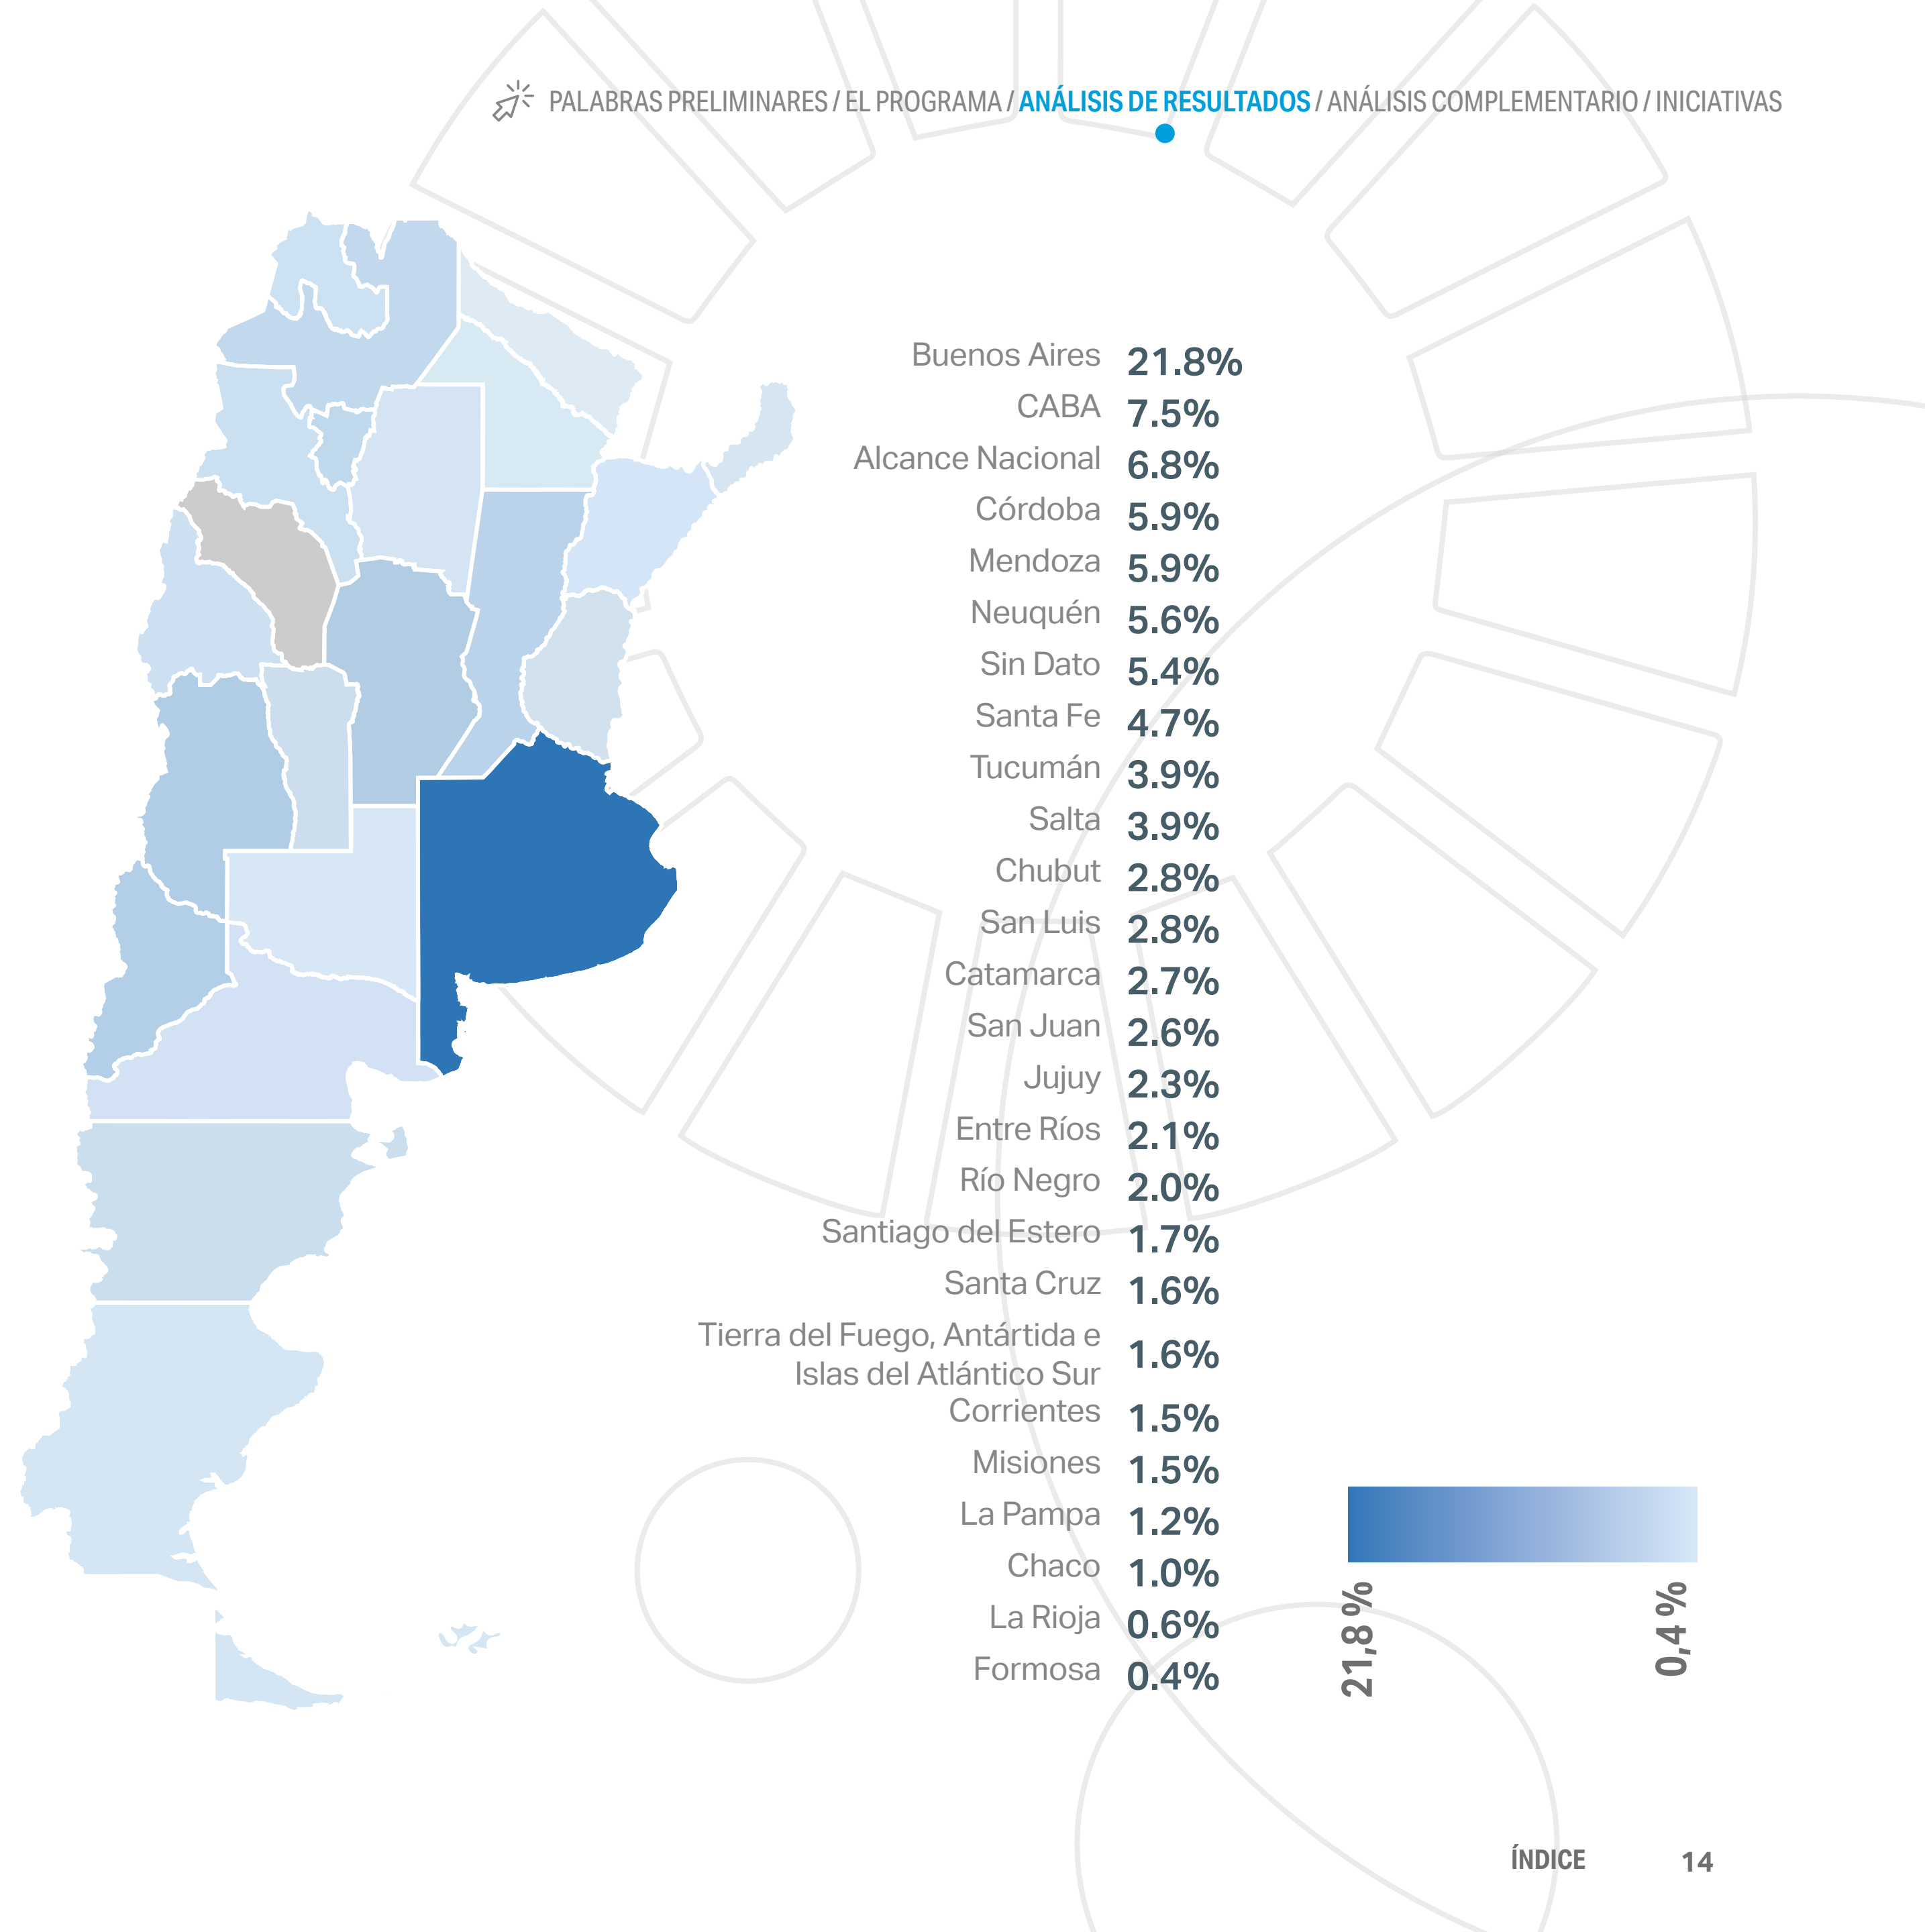 PALABRAS PRELIMINARES / EL PROGRAMA / ANÁLISIS DE RESULTADOS / ANÁLISIS COMPLEMENTARIO / INICIATIVAS
Buenos Aires 21.8%
CABA 7.5%
Alcance Nacional 6.8%
Córdoba 5.9%
Mendoza 5.9%
Neuquén 5.6%
Sin Dato 5.4%
Santa Fe 4.7%
Tucumán 3.9%
Salta 3.9%
Chubut 2.8%
San Luis 2.8%
Catamarca 2.7%
San Juan 2.6%
Jujuy 2.3%
Entre Ríos 2.1%
Río Negro 2.0%
Santiago del Estero 1.7%
Santa Cruz 1.6%
Tierra del Fuego, Antártida e
Islas del Atlántico Sur 1.6%
Corrientes 1.5%
Misiones 1.5%
La Pampa 1.2%
Chaco 1.0%
La Rioja 0.6%
Formosa 0.4%
21,8 %
0,4 %
ÍNDICE 14